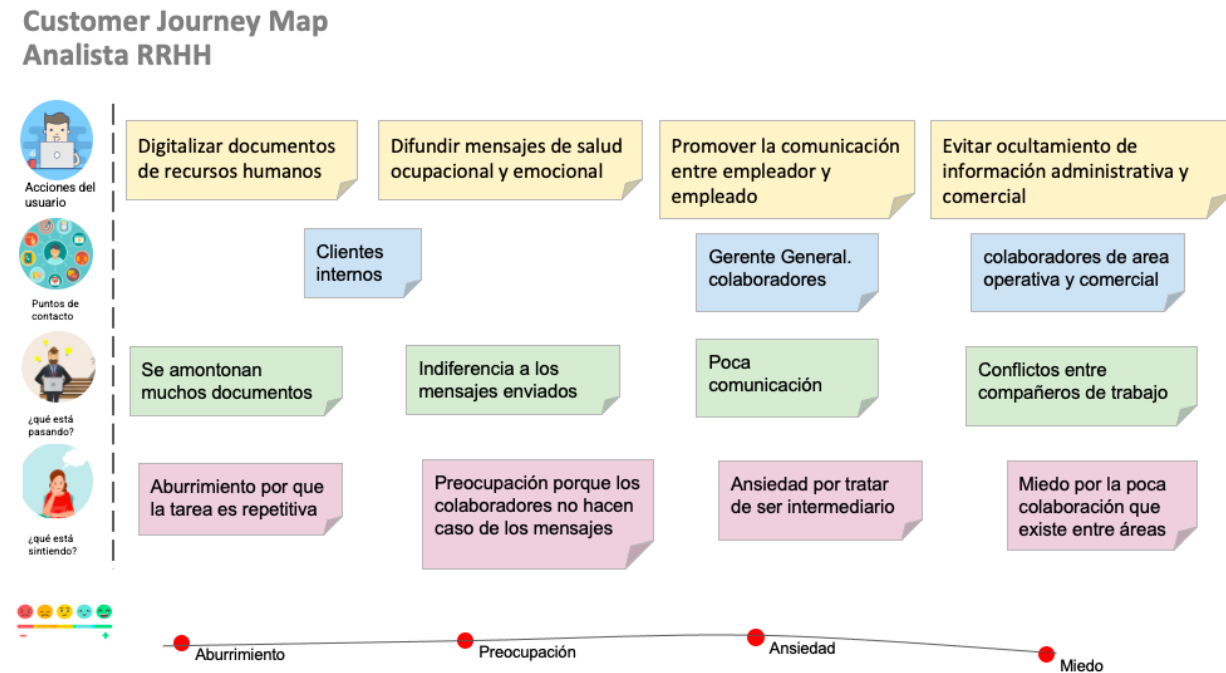 Customer Journey Map
Analista RRHH
Acciones del
usuario
Digitalizar documentos
de recursos humanos
Difundir mensajes de salud
ocupacional y emocional
Promover la comunicación
entre empleador y
empleado
Evitar ocultamiento de
información administrativa y
comercial
Puntos de
contacto
Clientes
internos
Gerente General.
colaboradores
colaboradores de area
operativa y comercial
¿qué está
pasando?
Se amontonan
muchos documentos
Indiferencia a los
mensajes enviados
Poca
comunicación
Conflictos entre
compañeros de trabajo
¿qué está
sintiendo?
Aburrimiento por que
la tarea es repetitiva
Preocupación porque los
colaboradores no hacen
caso de los mensajes
Ansiedad por tratar
de ser intermediario
Miedo por la poca
colaboración que
existe entre áreas
- +
Aburrimiento
Preocupación
Ansiedad
Miedo